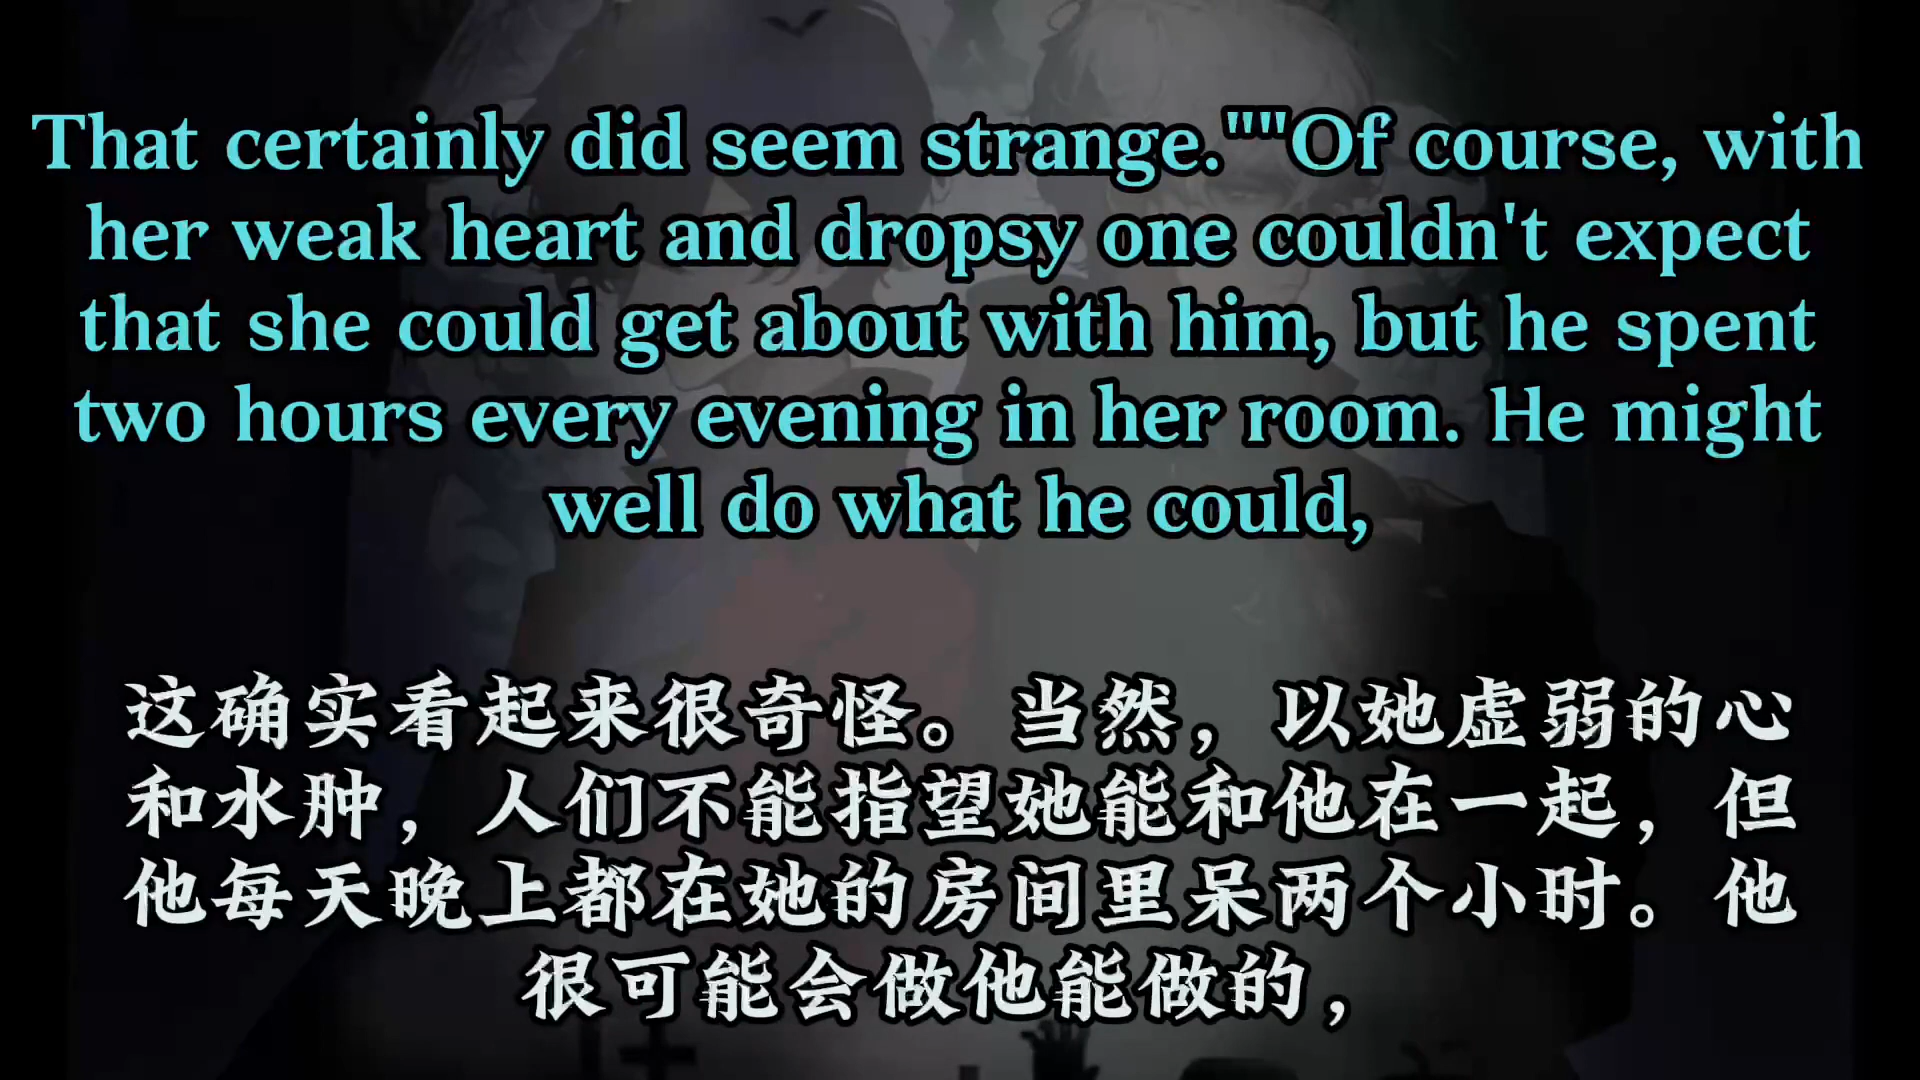 That certainly did seem strange.""Of course, with
her weak heart and dropsy one couldn't expect
that she could get about with him, but he spent
two hours every evening in her room. He might
well do what he could,
这确实看起来很奇怪。当然，以她虚弱的心
和水肿，人们不能指望她能和他在一起，但
他每天晚上都在她的房间里呆两个小时。他
很可能会做他能做的，